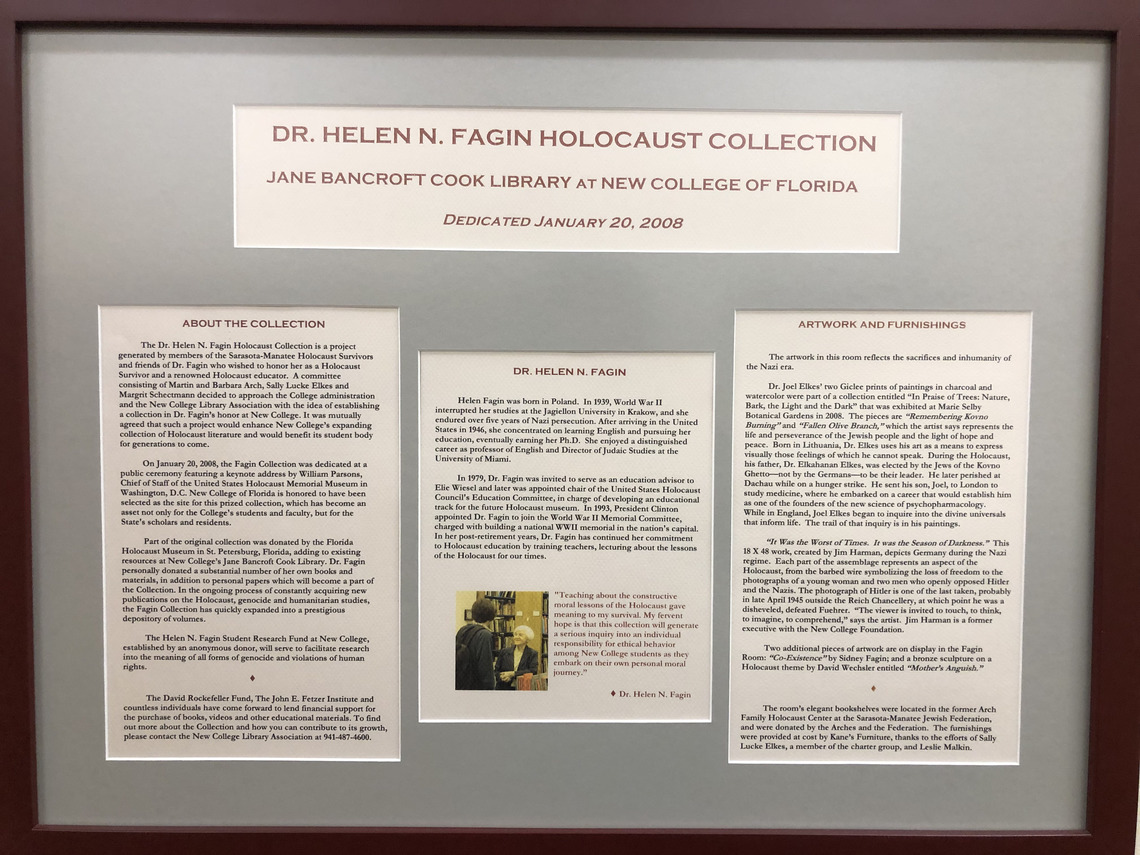 DR. HELEN N. FAGIN HOLOCAUST COLLECTION
JANE BANCROFT COOK LIBRARY AT NEW COLLEGE OF FLORIDA
DEDICATED JANUARY 20, 2008
ABOUT THE COLLECTION
The Dr. Helen N. Fagin Holocaust Collection is a project
generated by members of the Sarasota-Manatee Holocaust Survivors
and friends of Dr. Fagin who wished to honor her as a Holocaust
Survivor and a renowned Holocaust educator. A committee
consisting of Martin and Barbara Arch, Sally Lucke Elkes and
Margrit Schectmann decided to approach the College administration
and the New College Library Association with the idea of establishing
a collection in Dr. Fagin's honor at New College. It was mutually
agreed that such a project would enhance New College's expanding
collection of Holocaust literature and would benefit its student body
for generations to come.
On January 20, 2008, the Fagin Collection was dedicated at a
public ceremony featuring a keynote address by William Parsons,
Chief of Staff of the United States Holocaust Memorial Museum in
Washington, D.C. New College of Florida is honored to have been
selected as the site for this prized collection, which has become an
asset not only for the College's students and faculty, but for the
State's scholars and residents.
Part of the original collection was donated by the Florida
Holocaust Museum in St. Petersburg, Florida, adding to existing
resources at New College's Jane Bancroft Cook Library. Dr. Fagin
personally donated a substantial number of her own books and
materials, in addition to personal papers which will become a part of
the Collection. In the ongoing process of constantly acquiring new
publications on the Holocaust, genocide and humanitarian studies,
the Fagin Collection has quickly expanded into a prestigious
depository of volumes.
The Helen N. Fagin Student Research Fund at New College,
established by an anonymous donor, will serve to facilitate research
into the meaning of all forms of genocide and violations of human
rights.
♦
The David Rockefeller Fund, The John E. Fetzer Institute and
countless individuals have come forward to lend financial support for
the purchase of books, videos and other educational materials. To find
out more about the Collection and how you can contribute to its growth,
please contact the New College Library Association at 941-487-4600.
DR. HELEN N. FAGIN
Helen Fagin was born in Poland. In 1939, World War II
interrupted her studies at the Jagiellon University in Krakow, and she
endured over five years of Nazi persecution. After arriving in the United
States in 1946, she concentrated on learning English and pursuing her
education, eventually earning her Ph.D. She enjoyed a distinguished
career as professor of English and Director of Judaic Studies at the
University of Miami.
In 1979, Dr. Fagin was invited to serve as an education advisor to
Elie Wiesel and later was appointed chair of the United States Holocaust
Council's Education Committee, in charge of developing an educational
track for the future Holocaust museum. In 1993, President Clinton
appointed Dr. Fagin to join the World War II Memorial Committee,
charged with building a national WWII memorial in the nation's capital.
In her post-retirement years, Dr. Fagin has continued her commitment
to Holocaust education by training teachers, lecturing about the lessons
of the Holocaust for our times.
"Teaching about the constructive
moral lessons of the Holocaust gave
meaning to my survival. My fervent
hope is that this collection will generate
a serious inquiry into an individual
responsibility for ethical behavior
among New College students as they
embark on their own personal moral
journey."
♦ Dr. Helen N. Fagin
ARTWORK AND FURNISHINGS
The artwork in this room reflects the sacrifices and inhumanity of
the Nazi era.
Dr. Joel Elkes' two Giclee prints of paintings in charcoal and
watercolor were part of a collection entitled "In Praise of Trees: Nature,
Bark, the Light and the Dark" that was exhibited at Marie Selby
Botanical Gardens in 2008. The pieces are "Remembering Kovno
Burning" and "Fallen Olive Branch," which the artist says represents the
life and perseverance of the Jewish people and the light of hope and
peace. Born in Lithuania, Dr. Elkes uses his art as a means to express
visually those feelings of which he cannot speak. During the Holocaust,
his father, Dr. Elkahanan Elkes, was elected by the Jews of the Kovno
Ghetto—not by the Germans—to be their leader. He later perished at
Dachau while on a hunger strike. He sent his son, Joel, to London to
study medicine, where he embarked on a career that would establish him
as one of the founders of the new science of psychopharmacology.
While in England, Joel Elkes began to inquire into the divine universals
that inform life. The trail of that inquiry is in his paintings.
"It Was the Worst of Times. It was the Season of Darkness." This
18 X 48 work, created by Jim Harman, depicts Germany during the Nazi
regime. Each part of the assemblage represents an aspect of the
Holocaust, from the barbed wire symbolizing the loss of freedom to the
photographs of a young woman and two men who openly opposed Hitler
and the Nazis. The photograph of Hitler is one of the last taken, probably
in late April 1945 outside the Reich Chancellery, at which point he was a
disheveled, defeated Fuehrer. "The viewer is invited to touch, to think,
to imagine, to comprehend," says the artist. Jim Harman is a former
executive with the New College Foundation.
Two additional pieces of artwork are on display in the Fagin
Room: "Co-Existence" by Sidney Fagin; and a bronze sculpture on a
Holocaust theme by David Wechsler entitled "Mother's Anguish."
♦
The room's elegant bookshelves were located in the former Arch
Family Holocaust Center at the Sarasota-Manatee Jewish Federation,
and were donated by the Arches and the Federation. The furnishings
were provided at cost by Kane's Furniture, thanks to the efforts of Sally
Lucke Elkes, a member of the charter group, and Leslie Malkin.